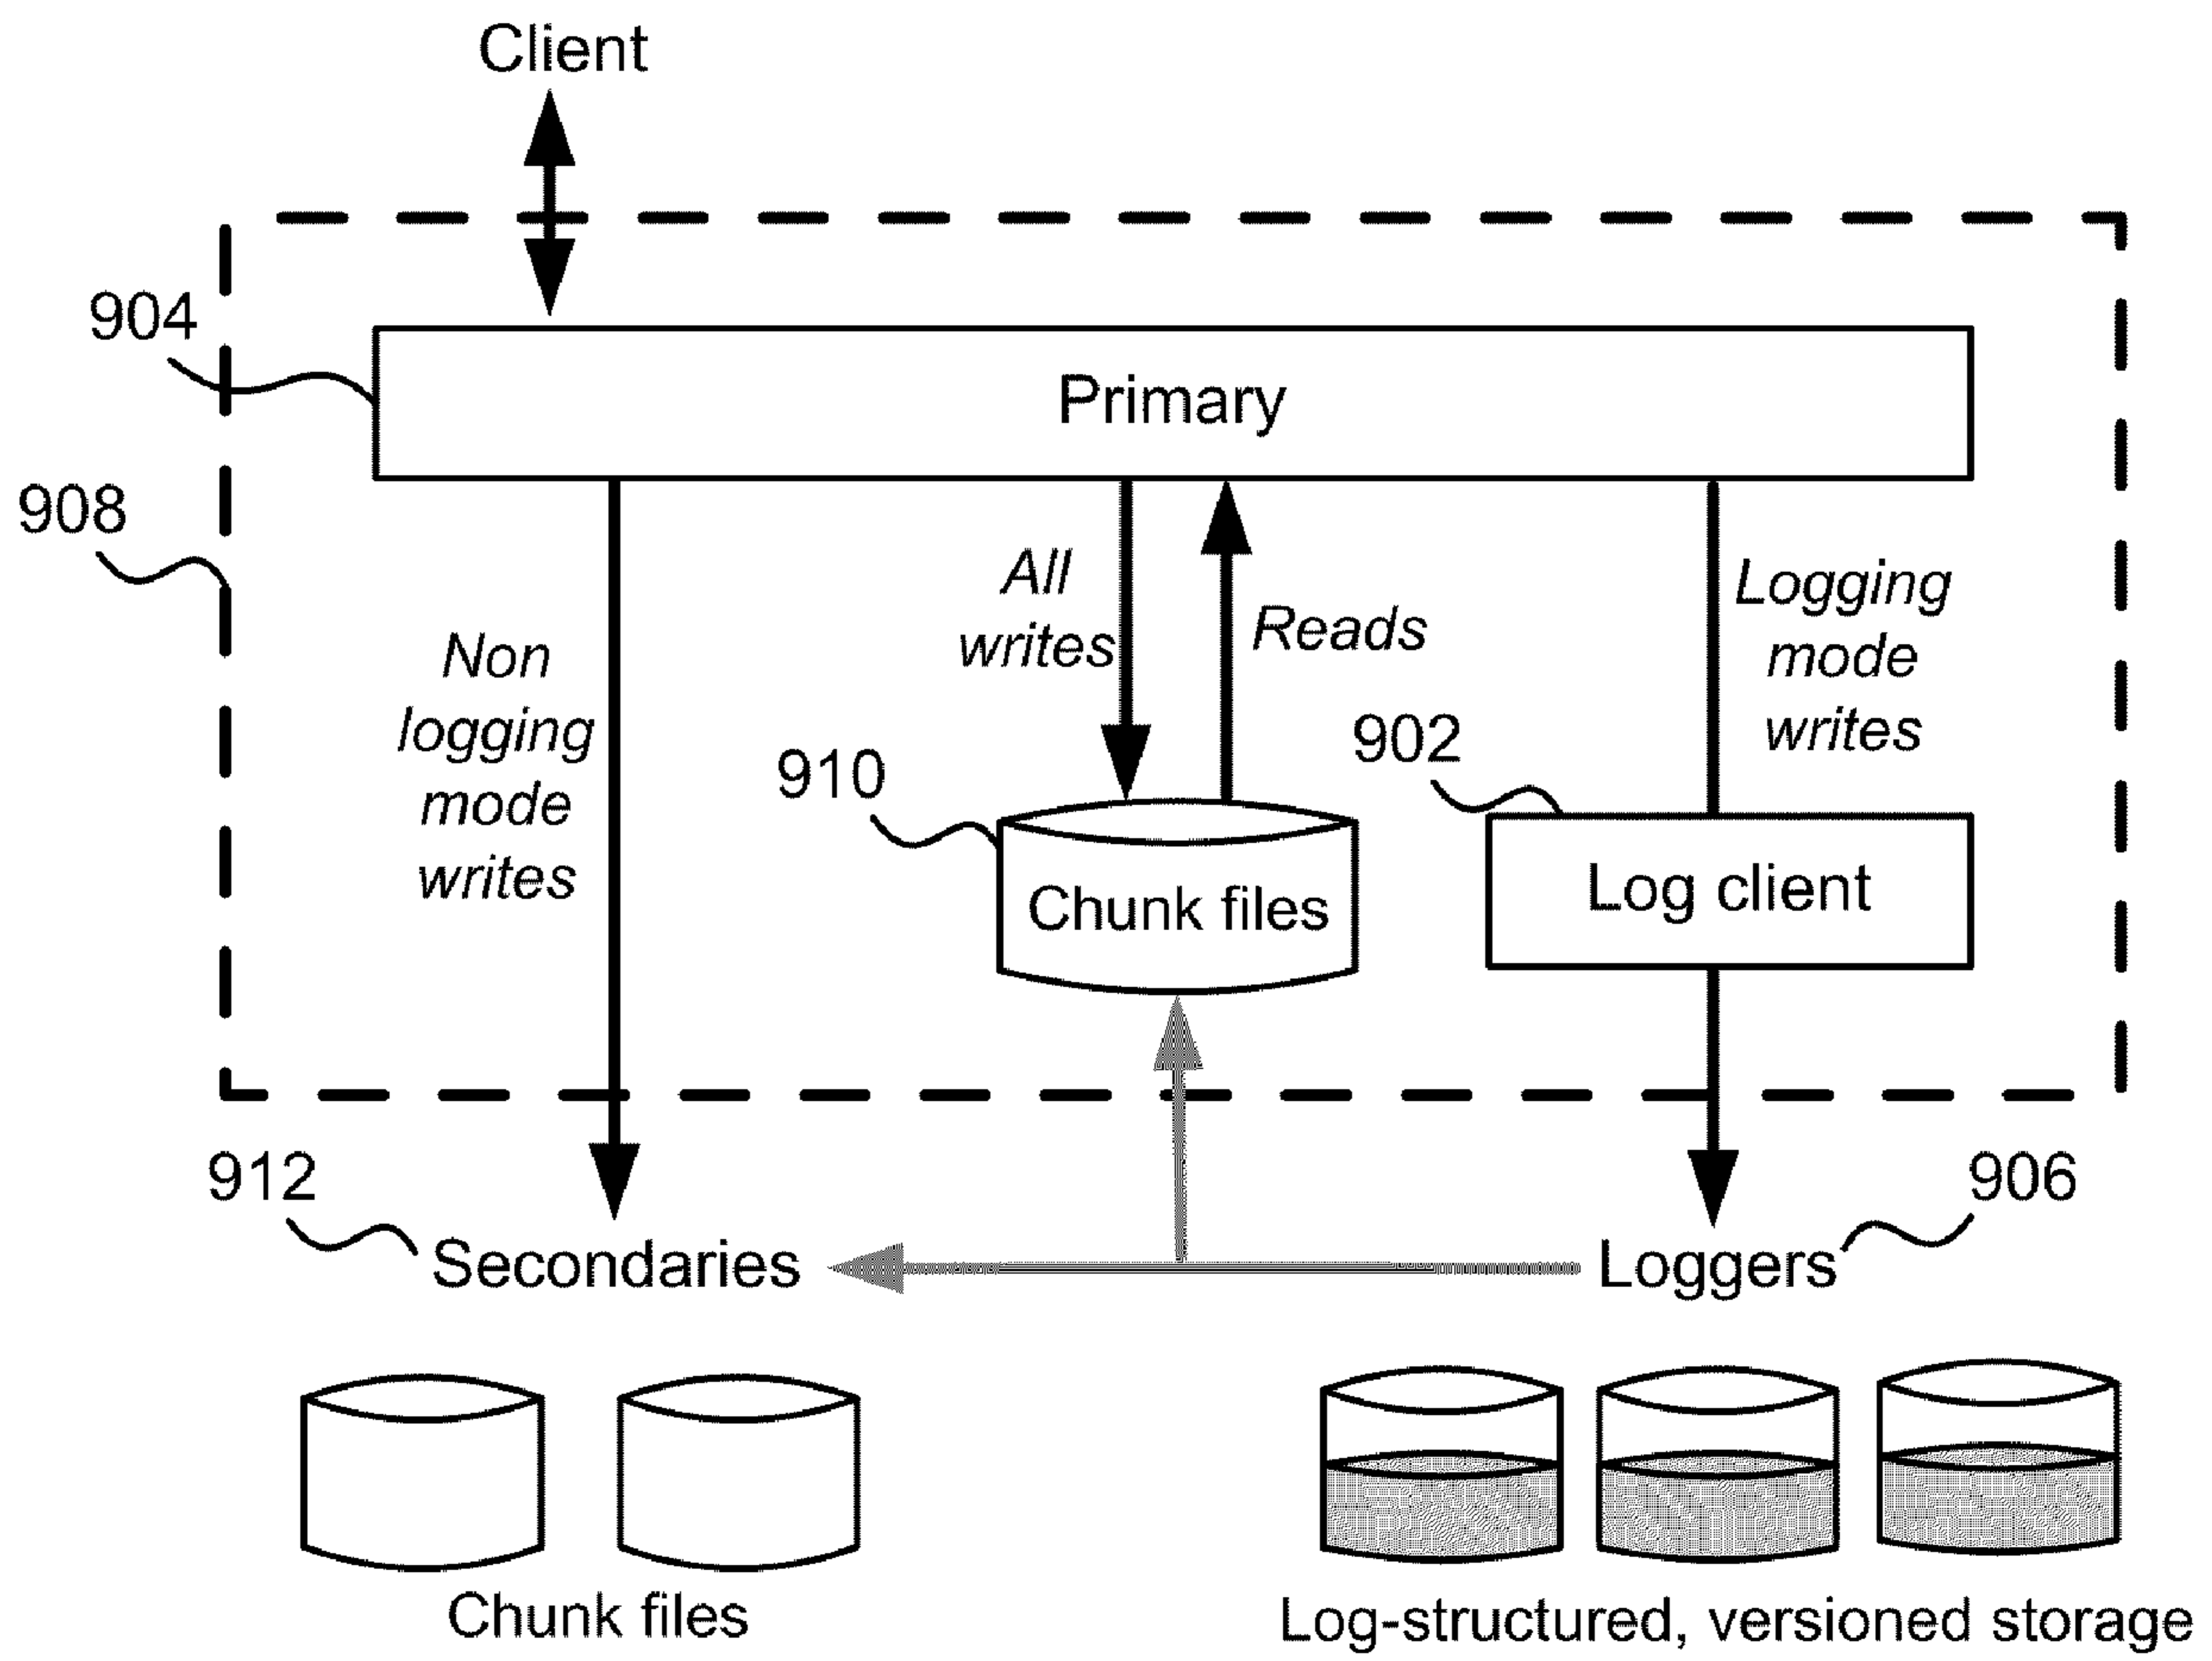 Client
904
Primary
908
Non
logging
mode
writes
All
writes
Reads
Logging
mode
writes
910
902
Chunk files
Log client
912
906
Secondaries
Loggers
Chunk files
Log-structured, versioned storage